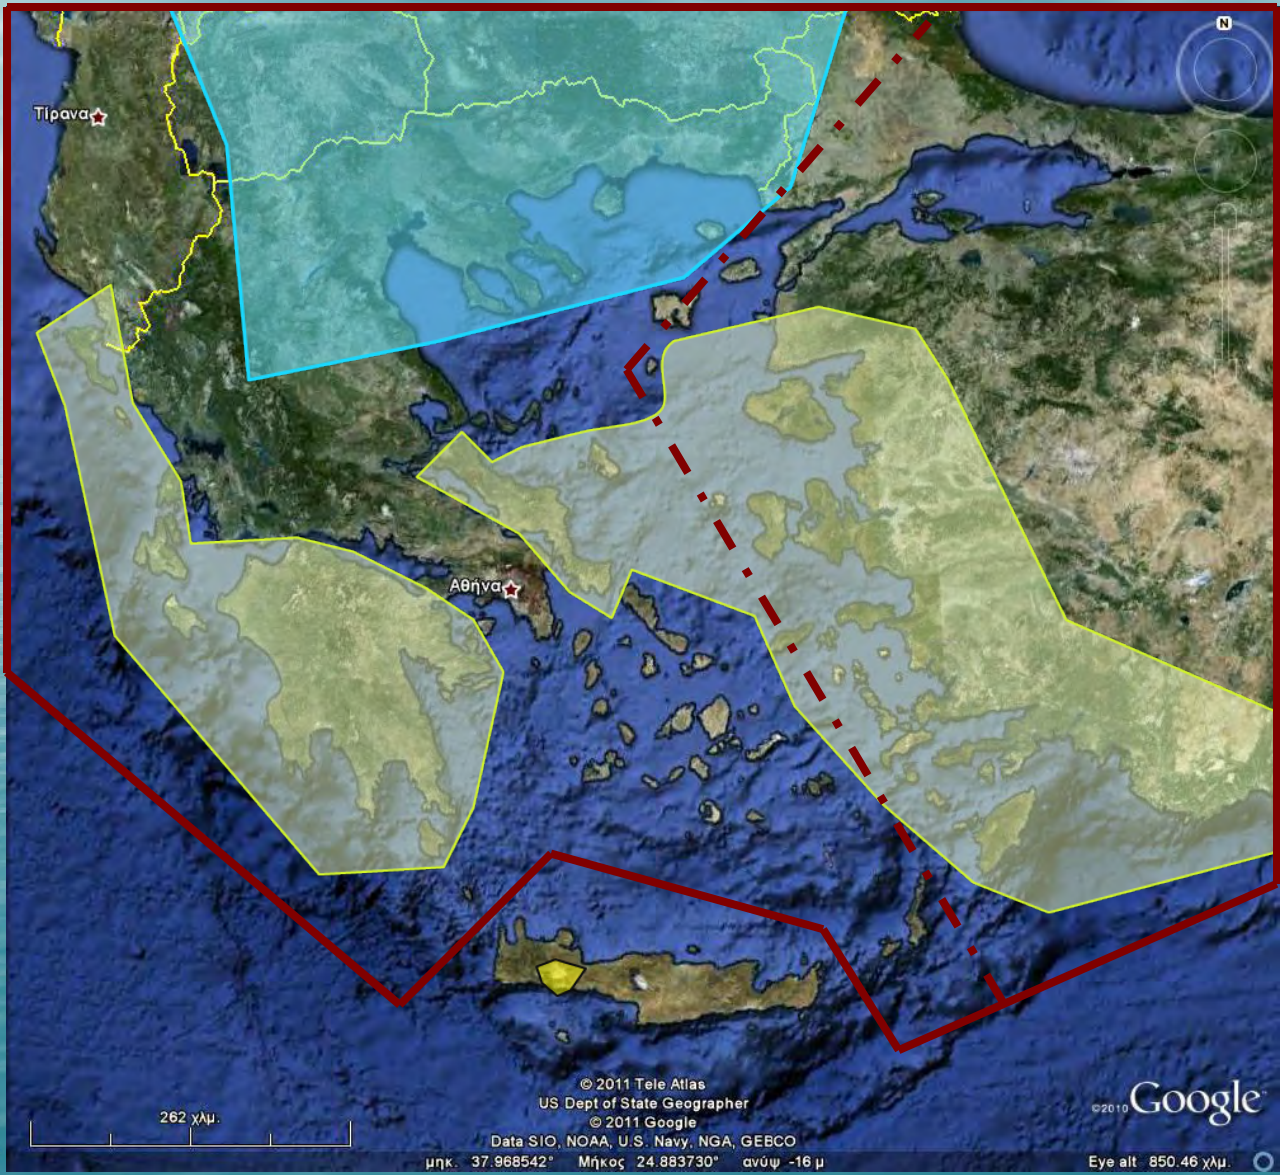 N
Τίρανα
Αθήνα
© 2011 Tele Atlas
US Dept of State Geographer
© 2011 Google
Data SIO, NOAA, U.S. Navy, NGA, GEBCO
262 χλμ.
©2010 Google™
μηκ. 37.968542° Μήκος 24.883730° ανύψ -16 μ
Eye alt 850.46 χλμ.